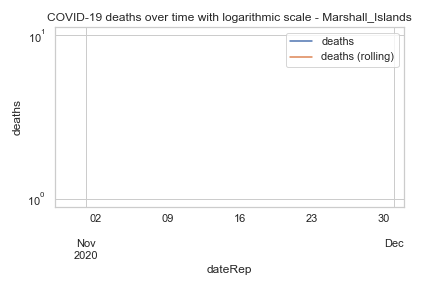 COVID-19 deaths over time with logarithmic scale - Marshall_Islands
deaths
deaths (rolling)
10¹
deaths
10⁰
02 09 16 23 30
Nov Dec
2020
dateRep